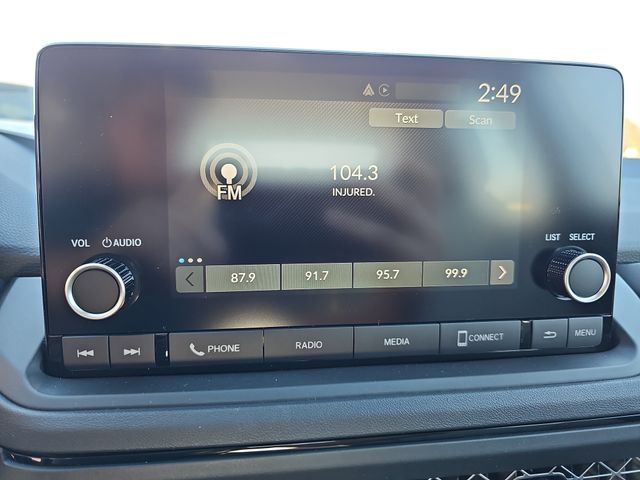 2:49
Text
Scan
FM
104.3
INJURED.
VOL
AUDIO
LIST
SELECT
87.9
91.7
95.7
99.9
PHONE
RADIO
MEDIA
CONNECT
MENU